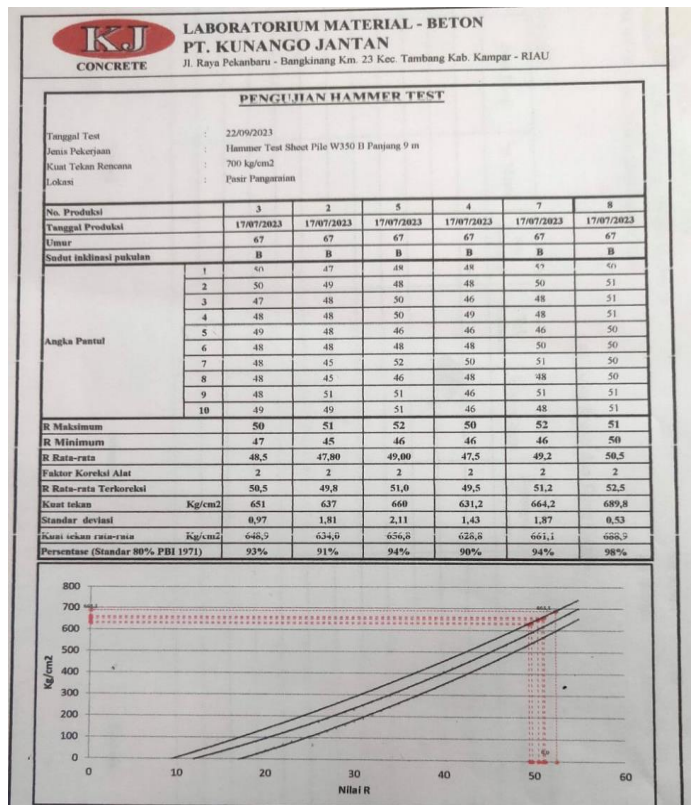 KJ
CONCRETE
LABORATORIUM MATERIAL - BETON
PT. KUNANGO JANTAN
Jl. Raya Pekanbaru - Bangkinang Km. 23 Kec. Tambang Kab. Kampar - RIAU
PENGUJIAN HAMMER TEST
Tanggal Test : 22/09/2023
Jenis Pekerjaan : Hammer Test Sheet Pile W350 B Panjang 9 m
Kuat Tekan Rencana : 700 kg/cm2
Lokasi : Pasir Pangaraian
No. Produksi 3 2 5 4 7 8
Tanggal Produksi 17/07/2023 17/07/2023 17/07/2023 17/07/2023 17/07/2023 17/07/2023
Umur 67 67 67 67 67 67
Sudut inklinasi pukulan B B B B B B
Angka Pantul
1 50 47 48 48 52 50
2 50 49 48 48 50 51
3 47 48 50 46 48 51
4 48 48 50 49 48 51
5 49 48 46 46 46 50
6 48 48 48 48 50 50
7 48 45 52 50 51 50
8 48 45 46 48 48 50
9 48 51 51 46 51 51
10 49 49 51 46 48 51
R Maksimum 50 51 52 50 52 51
R Minimum 47 45 46 46 46 50
R Rata-rata 48,5 47,80 49,00 47,5 49,2 50,5
Faktor Koreksi Alat 2 2 2 2 2 2
R Rata-rata Terkoreksi 50,5 49,8 51,0 49,5 51,2 52,5
Kuat tekan Kg/cm2 651 637 660 631,2 664,2 689,8
Standar deviasi 0,97 1,81 2,11 1,43 1,87 0,53
Kuat tekan rata-rata Kg/cm2 648,9 634,6 656,8 628,8 661,1 688,9
Persentase (Standar 80% PBI 1971) 93% 91% 94% 90% 94% 98%
800
700
600
500
400
300
200
100
0
Kg/cm2
0 10 20 30 40 50 60
Nilai R